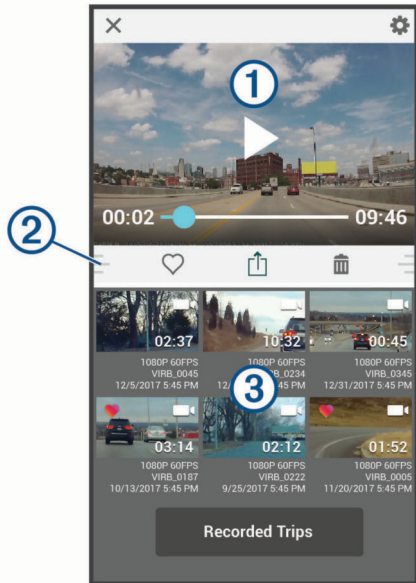 1
00:02 09:46
2
02:37 10:32 00:45
1080P 60FPS 1080P 60FPS 1080P 60FPS
VIRB_0045 VIRB_0234 VIRB_0345
12/5/2017 5:45 PM 5:45 PM 12/31/2017 5:45 PM
3
03:14 02:12 01:52
1080P 60FPS 1080P 60FPS 1080P 60FPS
VIRB_0187 VIRB_0222 VIRB_0005
10/13/2017 5:45 PM 9/25/2017 5:45 PM 11/20/2017 5:45 PM
Recorded Trips